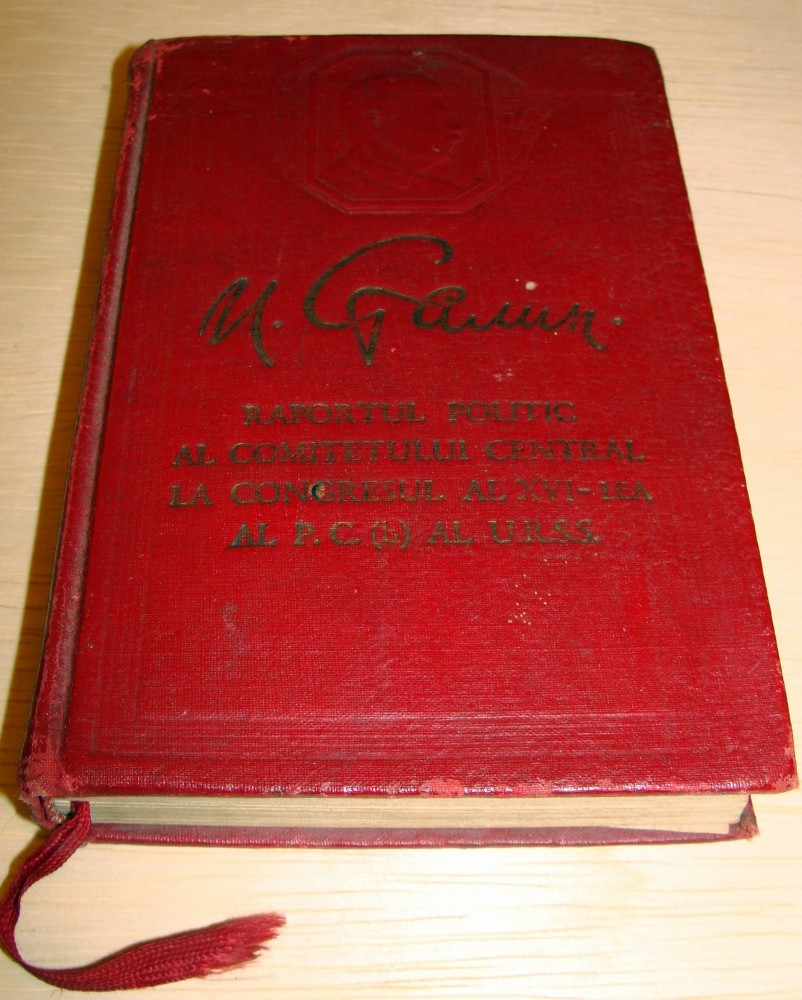 И. Сталин.
RAPORTUL POLITIC
AL COMITETULUI CENTRAL
LA CONGRESUL AL XVI-LEA
AL P.C.(b) AL U.R.S.S.